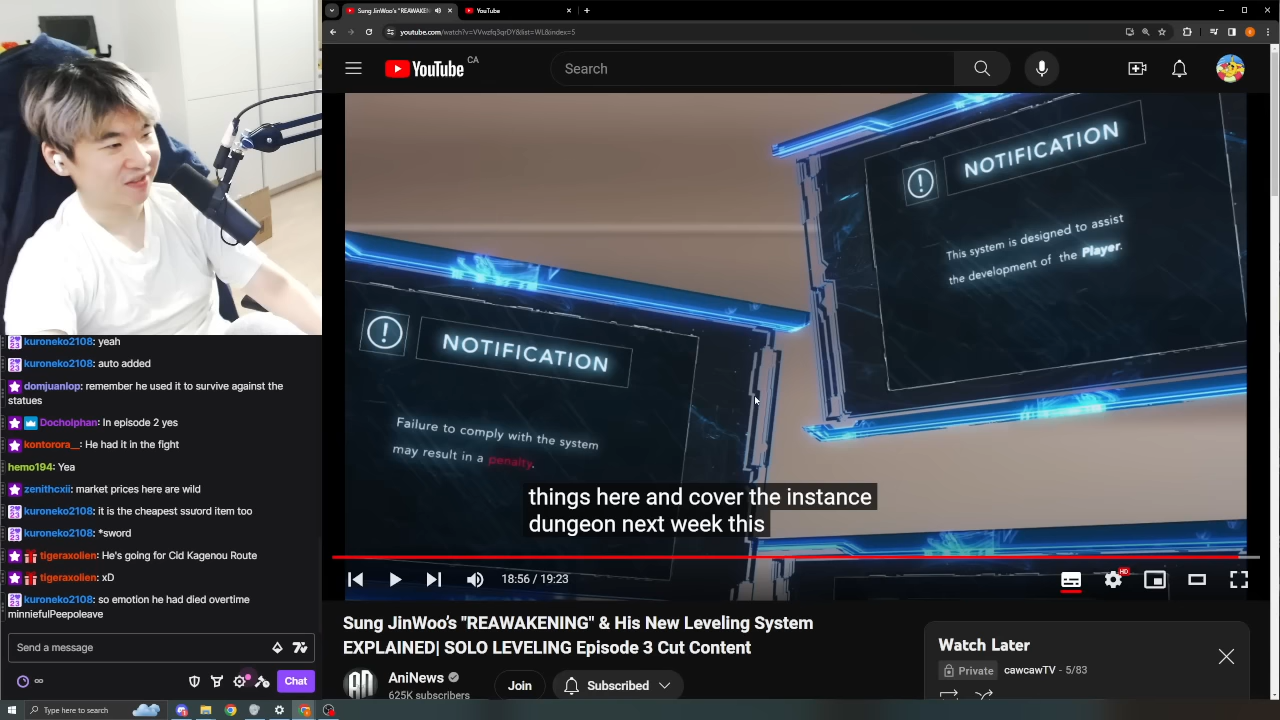 Sung JinWoo's "REAWAKEN
YouTube
youtube.com/watch?v=VVwzfq3qrDY&list=WL&index=5
YouTube CA
Search
NOTIFICATION
This system is designed to assist
the development of the Player.
NOTIFICATION
Failure to comply with the system
may result in a penalty.
things here and cover the instance
dungeon next week this
18:56 / 19:23
HD
Sung JinWoo's "REAWAKENING" & His New Leveling System
EXPLAINED| SOLO LEVELING Episode 3 Cut Content
AN
AniNews
625K subscribers
Join
Subscribed
Watch Later
Private
cawcawTV - 5/83
kuroneko2108: yeah
kuroneko2108: auto added
domjuanlop: remember he used it to survive against the
statues
Docholphan: In episode 2 yes
kontorora_: He had it in the fight
hemo194: Yea
zenithcxii: market prices here are wild
kuroneko2108: it is the cheapest ssword item too
kuroneko2108: *sword
tigeraxolien: He's going for Cid Kagenou Route
tigeraxolien: xD
kuroneko2108: so emotion he had died overtime
minniefulPeepoleave
Send a message
Chat
Type here to search